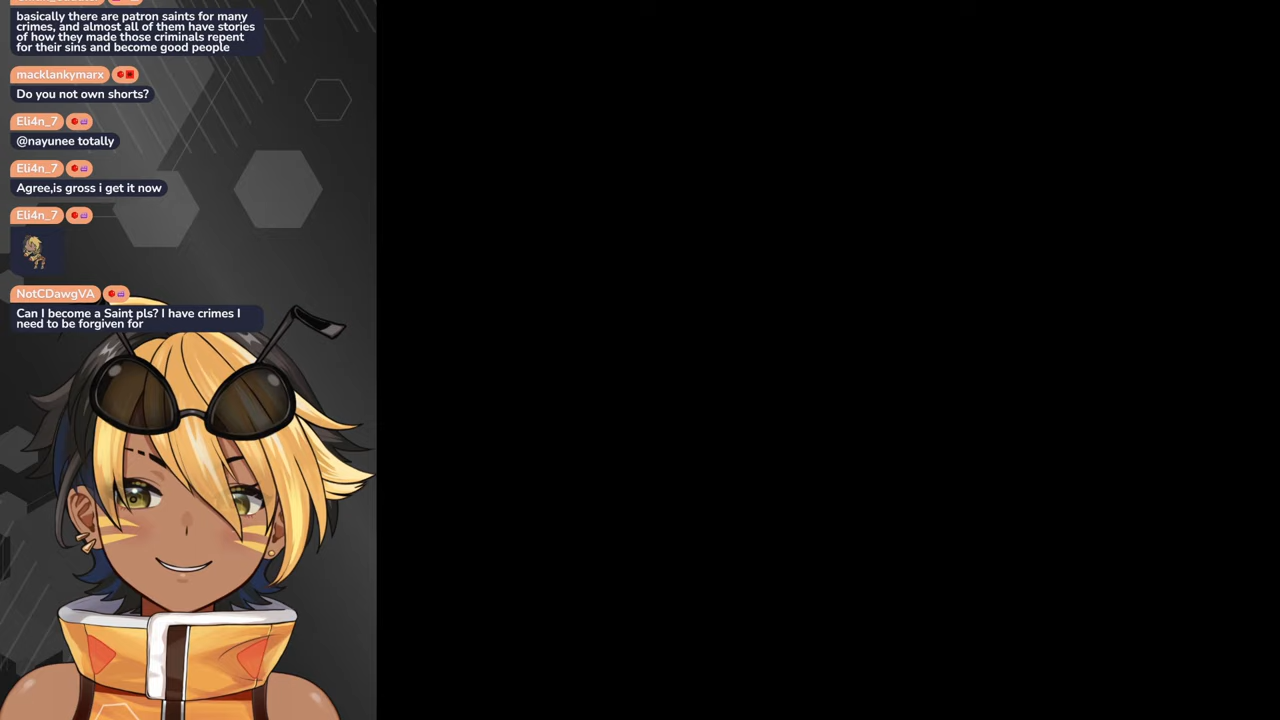 basically there are patron saints for many
crimes, and almost all of them have stories
of how they made those criminals repent
for their sins and become good people
macklankymarx
Do you not own shorts?
Eli4n_7
@nayunee totally
Eli4n_7
Agree,is gross i get it now
Eli4n_7
NotCDawgVA
Can I become a Saint pls? I have crimes I
need to be forgiven for